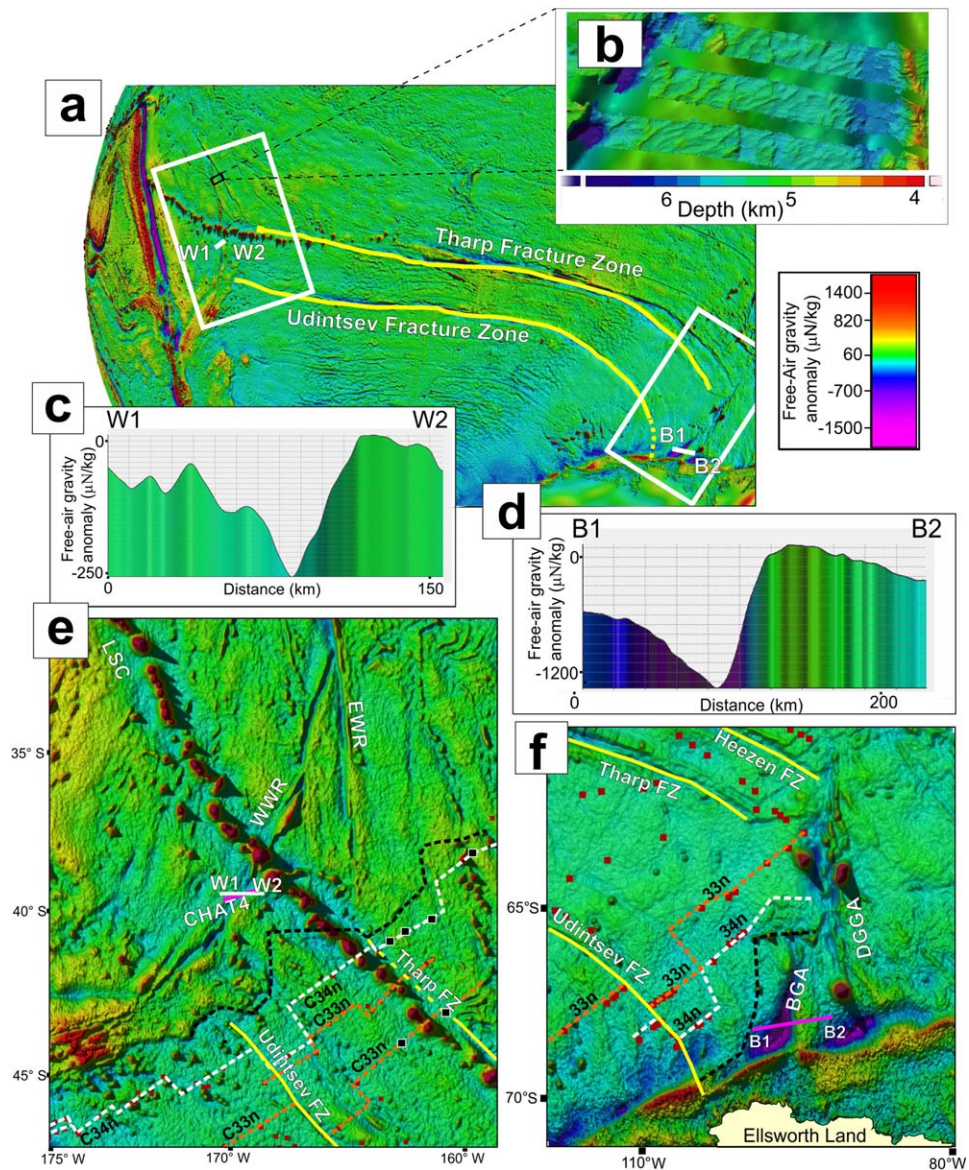 a
b
6
5
4
Depth (km)
W1
W2
Tharp Fracture Zone
Udintsev Fracture Zone
B1
B2
Free-Air gravity
anomaly (µN/kg)
1400
820
60
-700
-1500
c
W1
W2
Free-air gravity
anomaly (µN/kg)
0
-250
0
Distance (km)
150
d
B1
B2
Free-air gravity
anomaly (µN/kg)
0
-1200
0
Distance (km)
200
e
LSC
EWR
WWR
W1
W2
CHAT4
Tharp FZ
C34n
C33n
Udintsev FZ
C33n
C33n
C34n
35° S
40° S
45° S
175° W
170° W
160° W
f
Heezen FZ
Tharp FZ
33n
34n
DGGA
Udintsev FZ
33n
33n
34n
BGA
B1
B2
65°S
70°S
Ellsworth Land
110° W
80° W